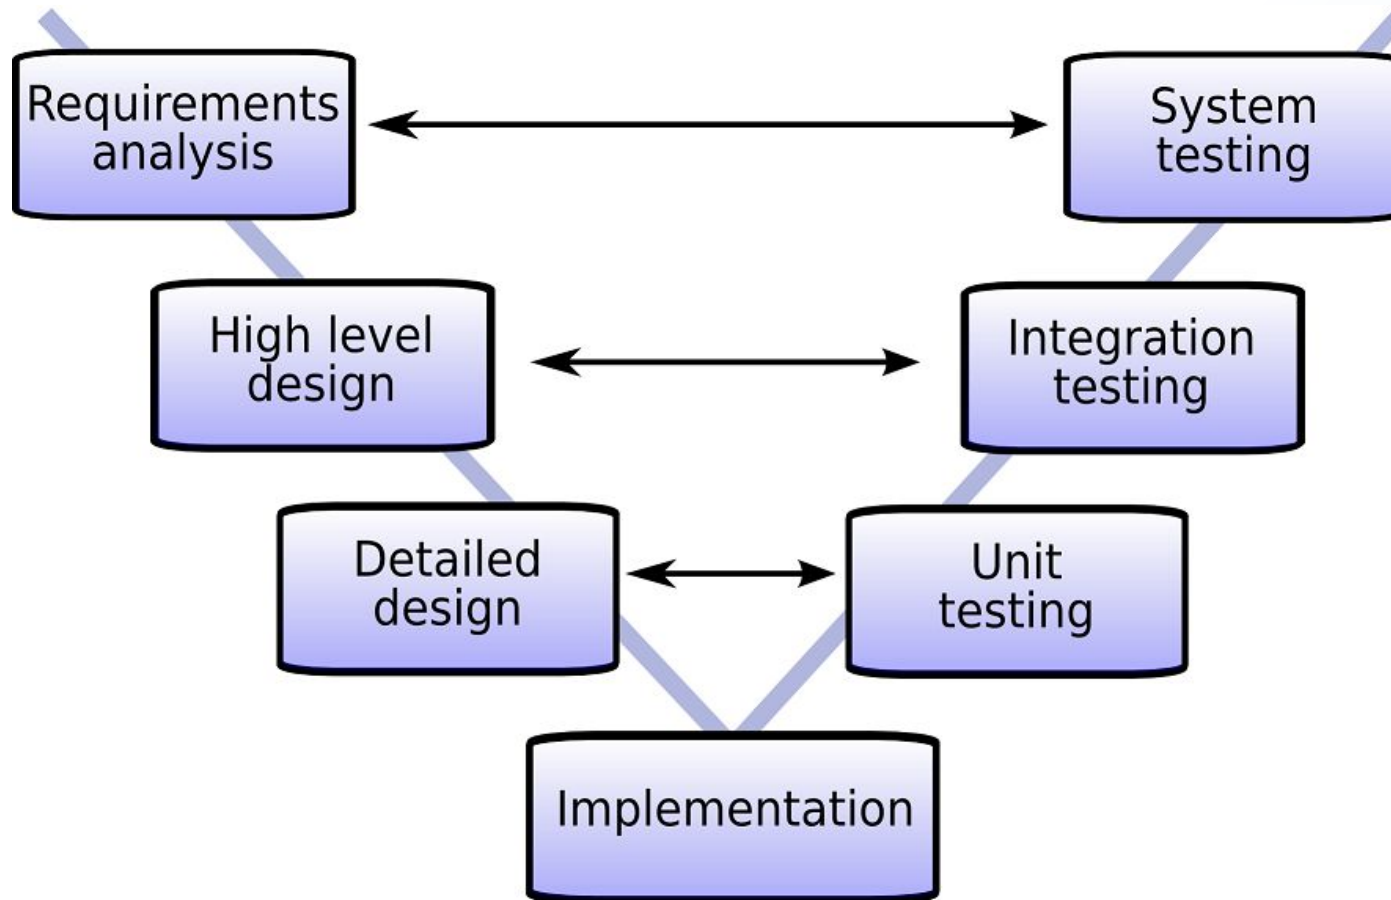 Requirements
analysis
System
testing
High level
design
Integration
testing
Detailed
design
Unit
testing
Implementation